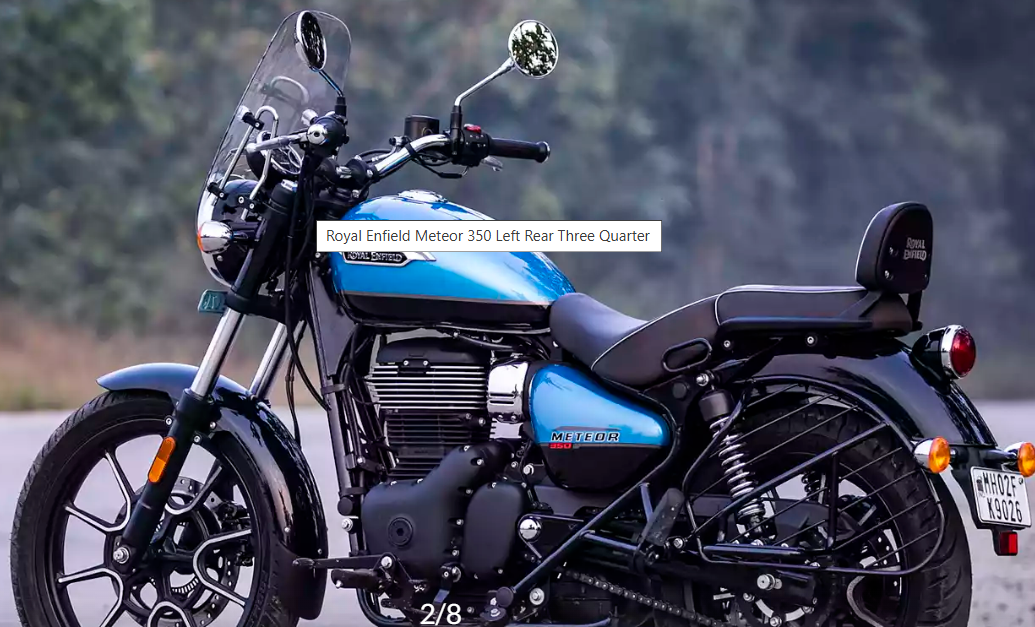 Royal Enfield Meteor 350 Left Rear Three Quarter
ROYAL ENFIELD
ROYAL
ENFIELD
METEOR
350
MH02F
K9026
2/8